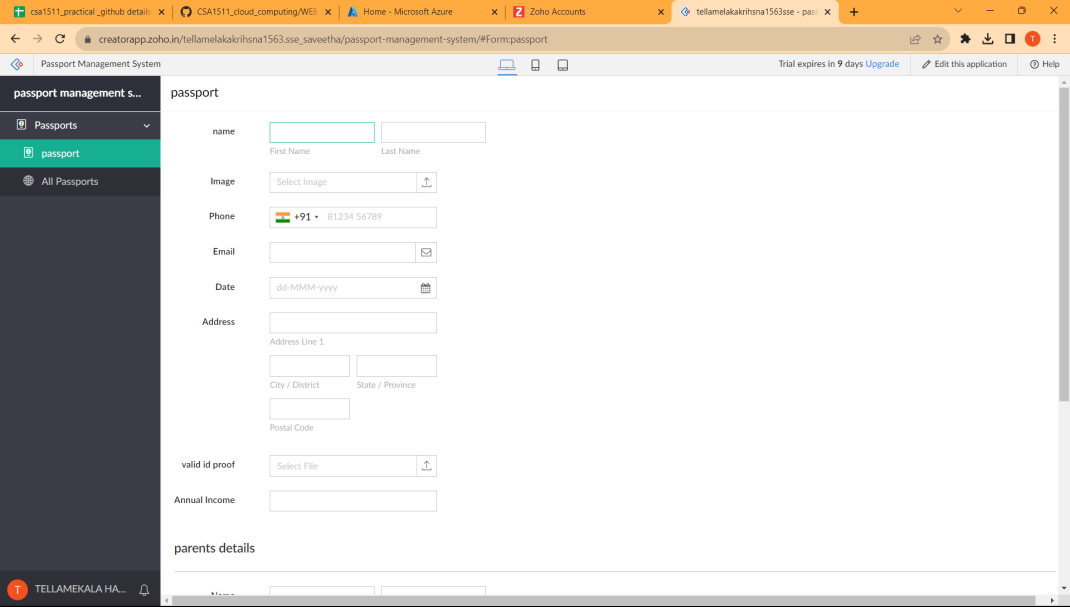 csa1511_practical _github details
CSA1511_cloud_computing/WEB
Home - Microsoft Azure
Zoho Accounts
tellamelakakrihsna1563sse - pass
creatorapp.zoho.in/tellamelakakrihsna1563.sse_saveetha/passport-management-system/#Form:passport
T
Passport Management System
Trial expires in 9 days Upgrade
Edit this application
Help
passport management s...
Passports
passport
All Passports
passport
name
First Name
Last Name
Image
Select Image
Phone
+91
81234 56789
Email
Date
dd-MMM-yyyy
Address
Address Line 1
City / District
State / Province
Postal Code
valid id proof
Select File
Annual Income
parents details
Name
T
TELLAMEKALA HA...